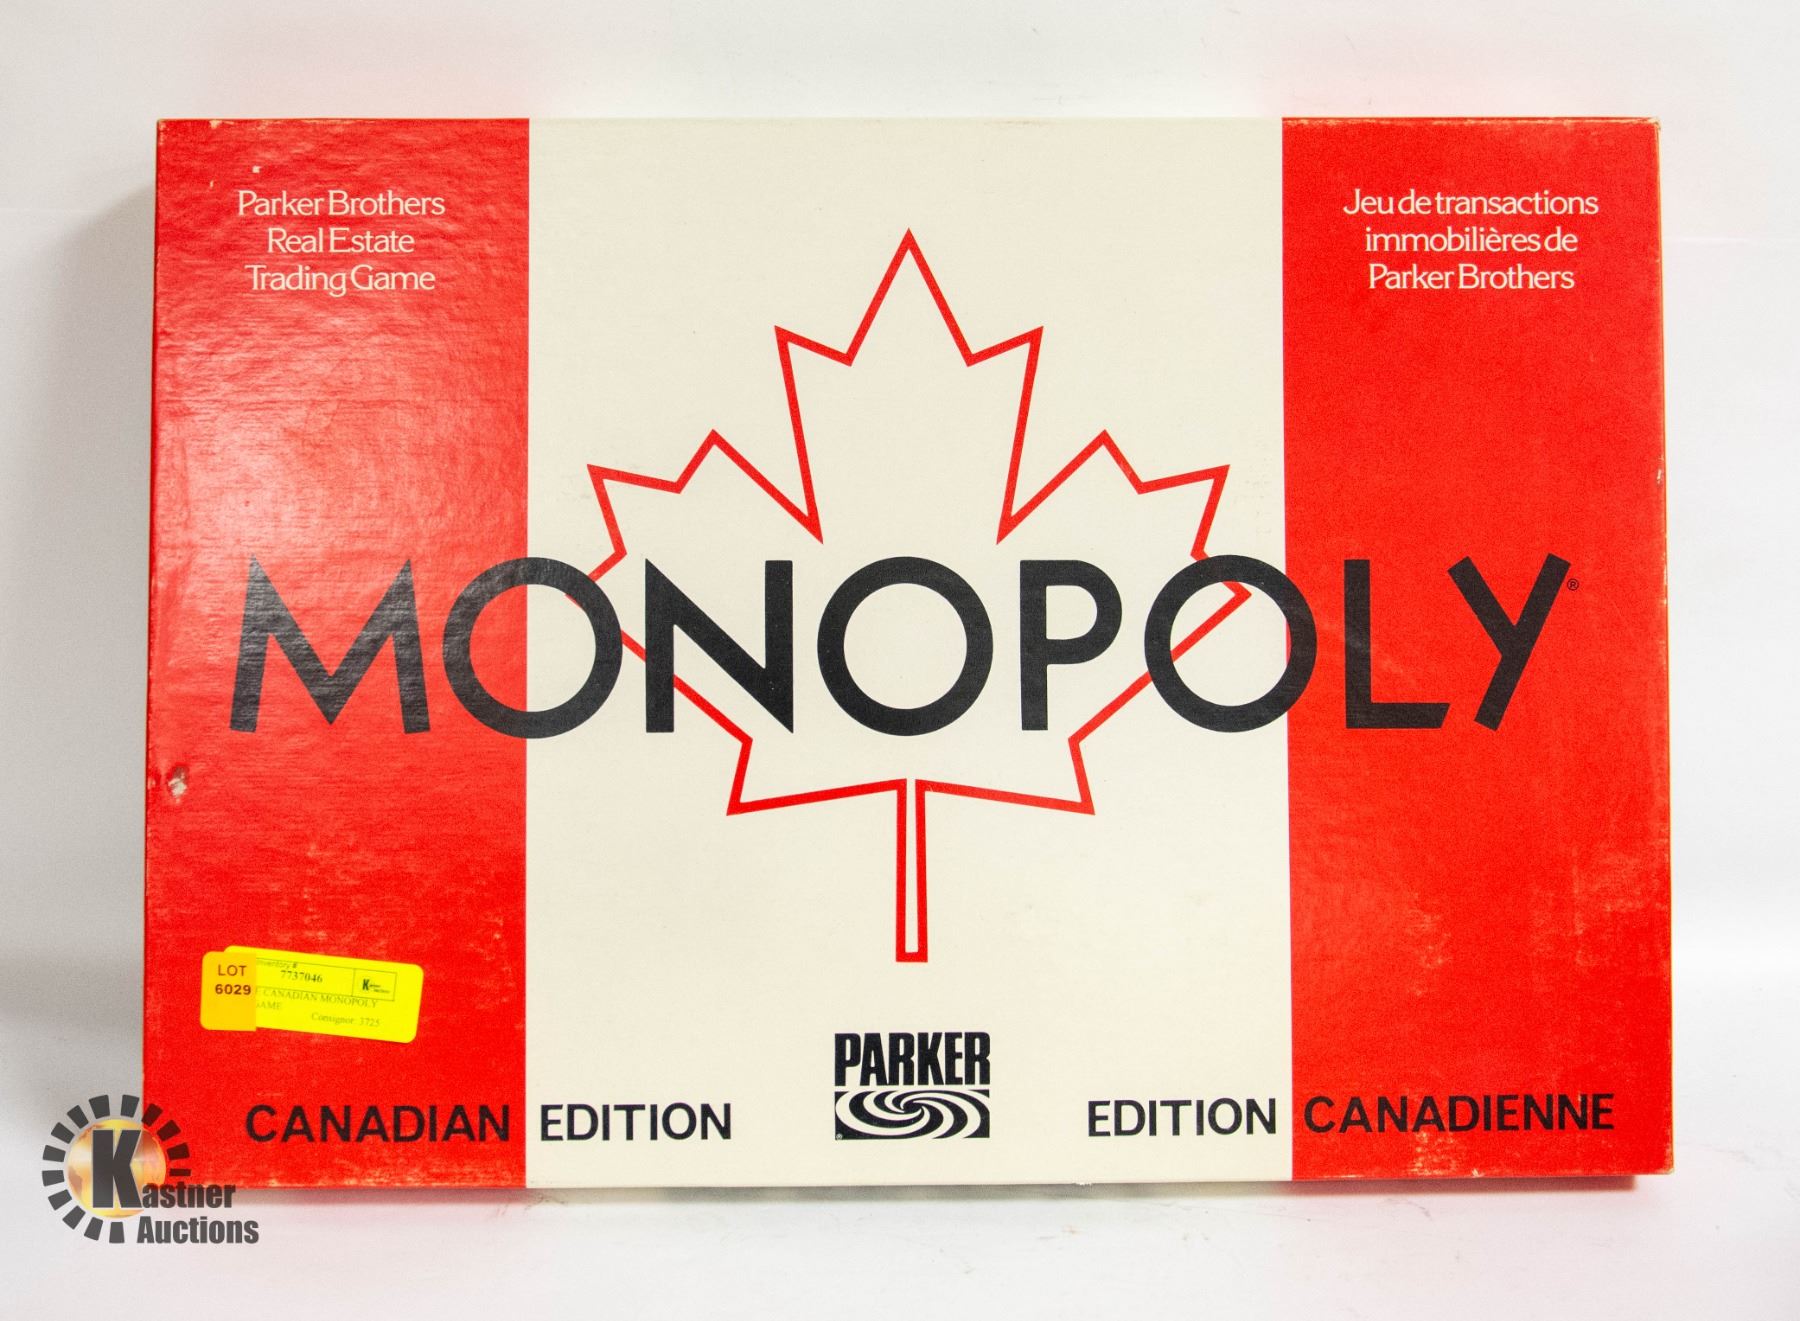 Parker Brothers
Real Estate
Trading Game
Jeu de transactions
immobilières de
Parker Brothers
MONOPOLY®
LOT
6029
Inventory #
7737046
CANADIAN MONOPOLY
Consignor: 3725
PARKER
CANADIAN EDITION
EDITION CANADIENNE
Kastner
Auctions